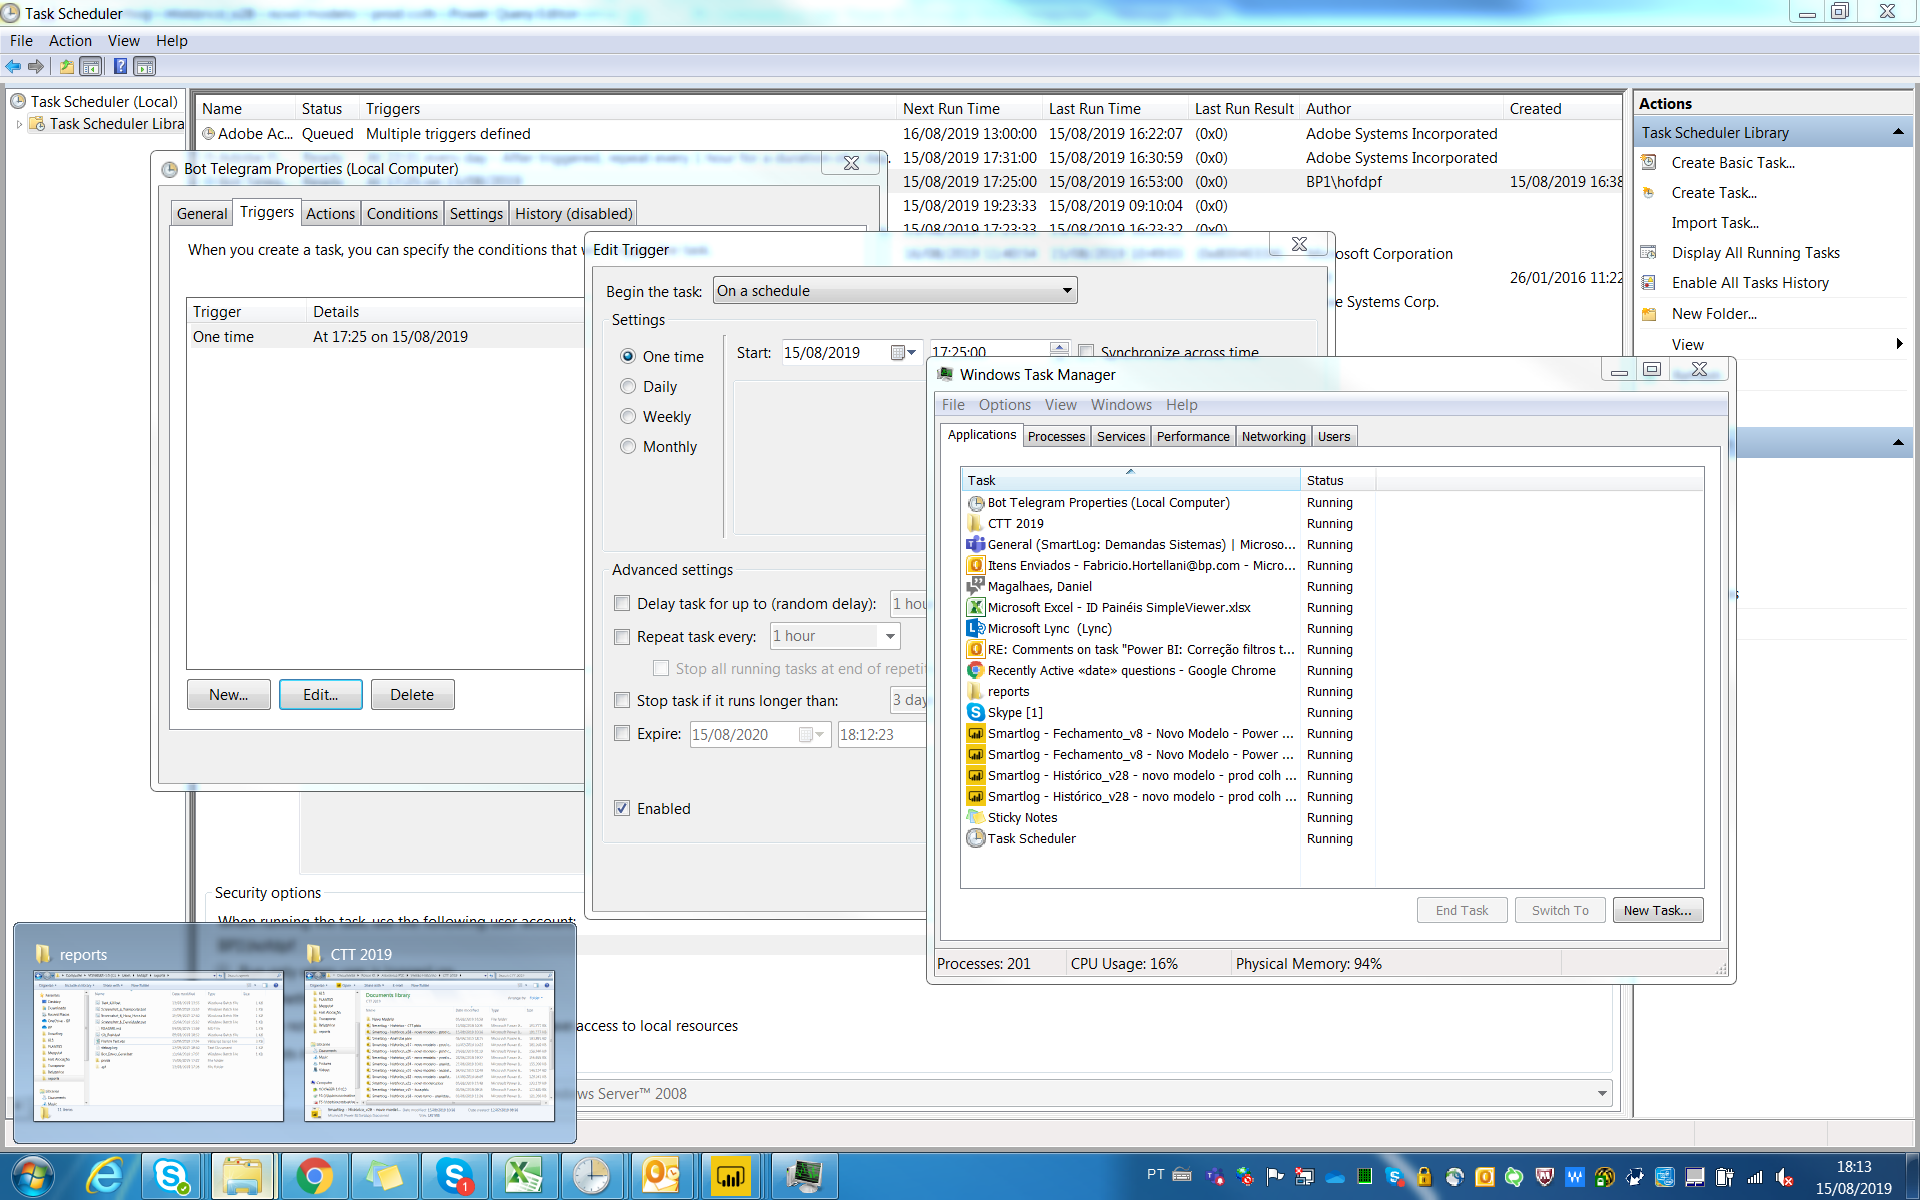 Task Scheduler
File Action View Help
Task Scheduler (Local)
Task Scheduler Libra
Name Status Triggers Next Run Time Last Run Time Last Run Result Author Created
Adobe Ac... Queued Multiple triggers defined 16/08/2019 13:00:00 15/08/2019 16:22:07 (0x0) Adobe Systems Incorporated
15/08/2019 17:31:00 15/08/2019 16:30:59 (0x0) Adobe Systems Incorporated
15/08/2019 17:25:00 15/08/2019 16:53:00 (0x0) BP1\hofdpf 15/08/2019 16:38
15/08/2019 19:23:33 15/08/2019 09:10:04 (0x0)
15/08/2019 17:23:33 15/08/2019 16:23:32 (0x0)
osoft Corporation
26/01/2016 11:22
e Systems Corp.
Actions
Task Scheduler Library
Create Basic Task...
Create Task...
Import Task...
Display All Running Tasks
Enable All Tasks History
New Folder...
View
Bot Telegram Properties (Local Computer)
General Triggers Actions Conditions Settings History (disabled)
When you create a task, you can specify the conditions that
Trigger Details
One time At 17:25 on 15/08/2019
New... Edit... Delete
Edit Trigger
Begin the task: On a schedule
Settings
One time
Daily
Weekly
Monthly
Start: 15/08/2019 17:25:00 Synchronize across time
Advanced settings
Delay task for up to (random delay): 1 hou
Repeat task every: 1 hour
Stop all running tasks at end of repeti
Stop task if it runs longer than: 3 day
Expire: 15/08/2020 18:12:23
Enabled
Windows Task Manager
File Options View Windows Help
Applications Processes Services Performance Networking Users
Task Status
Bot Telegram Properties (Local Computer) Running
CTT 2019 Running
General (SmartLog: Demandas Sistemas) | Microso... Running
Itens Enviados - Fabricio.Hortellani@bp.com - Micro... Running
Magalhaes, Daniel Running
Microsoft Excel - ID Painéis SimpleViewer.xlsx Running
Microsoft Lync (Lync) Running
RE: Comments on task "Power BI: Correção filtros t... Running
Recently Active «date» questions - Google Chrome Running
reports Running
Skype [1] Running
Smartlog - Fechamento_v8 - Novo Modelo - Power ... Running
Smartlog - Fechamento_v8 - Novo Modelo - Power ... Running
Smartlog - Histórico_v28 - novo modelo - prod colh ... Running
Smartlog - Histórico_v28 - novo modelo - prod colh ... Running
Sticky Notes Running
Task Scheduler Running
End Task Switch To New Task...
Processes: 201 CPU Usage: 16% Physical Memory: 94%
Security options
When running the task, use the following user account:
access to local resources
ws Server™ 2008
reports
CTT 2019
Documents library
PT
1
18:13
15/08/2019